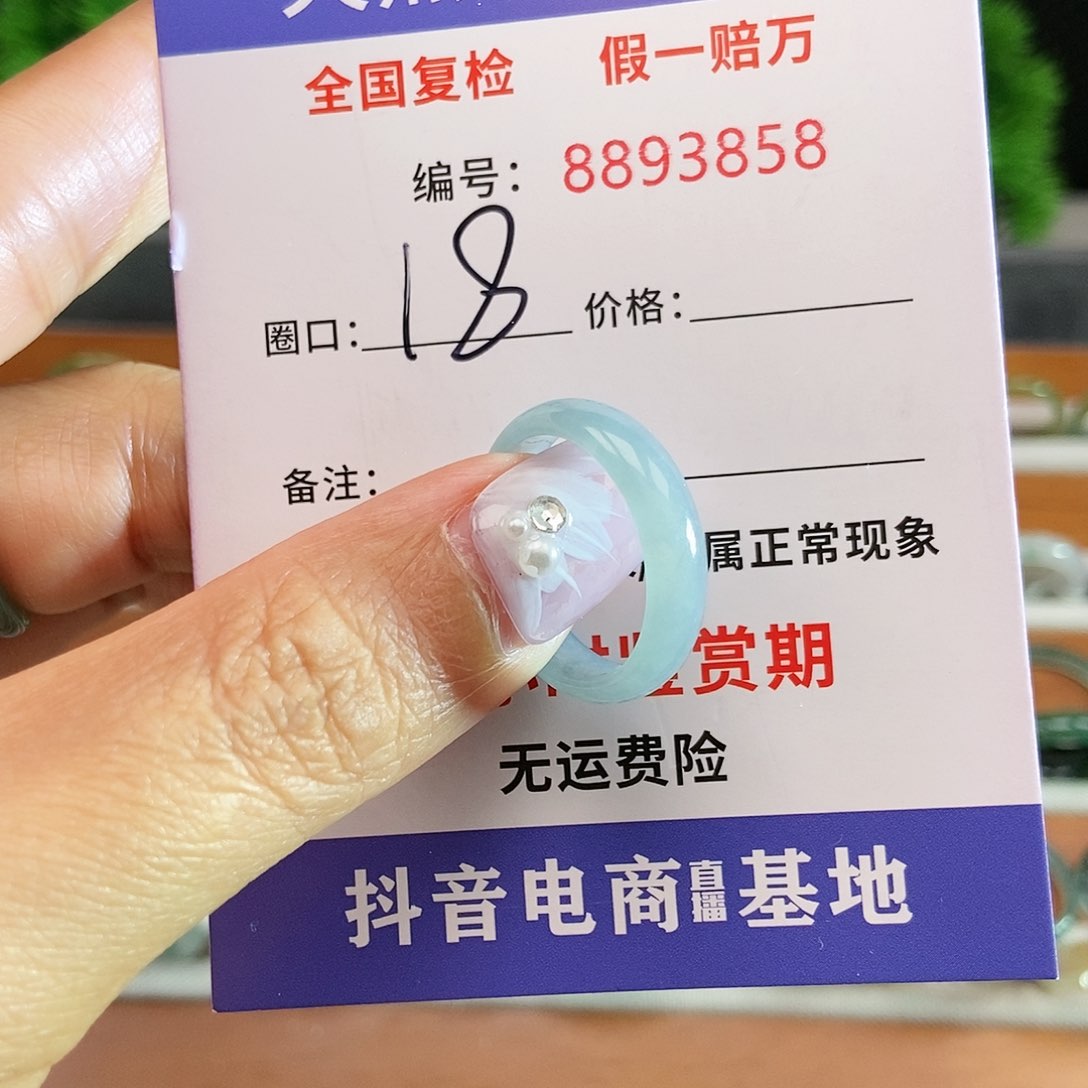 全国复检 假一赔万
编号: 8893858
圈口: 18 价格:
备注:
属正常现象
赏期
无运费险
抖音电商直播基地